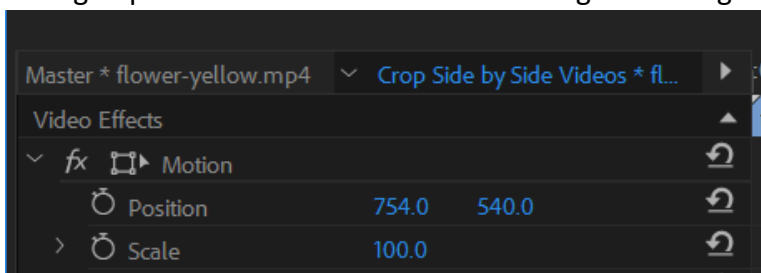 Master * flower-yellow.mp4 Crop Side by Side Videos * fl...
Video Effects
fx Motion
Position 754.0 540.0
Scale 100.0